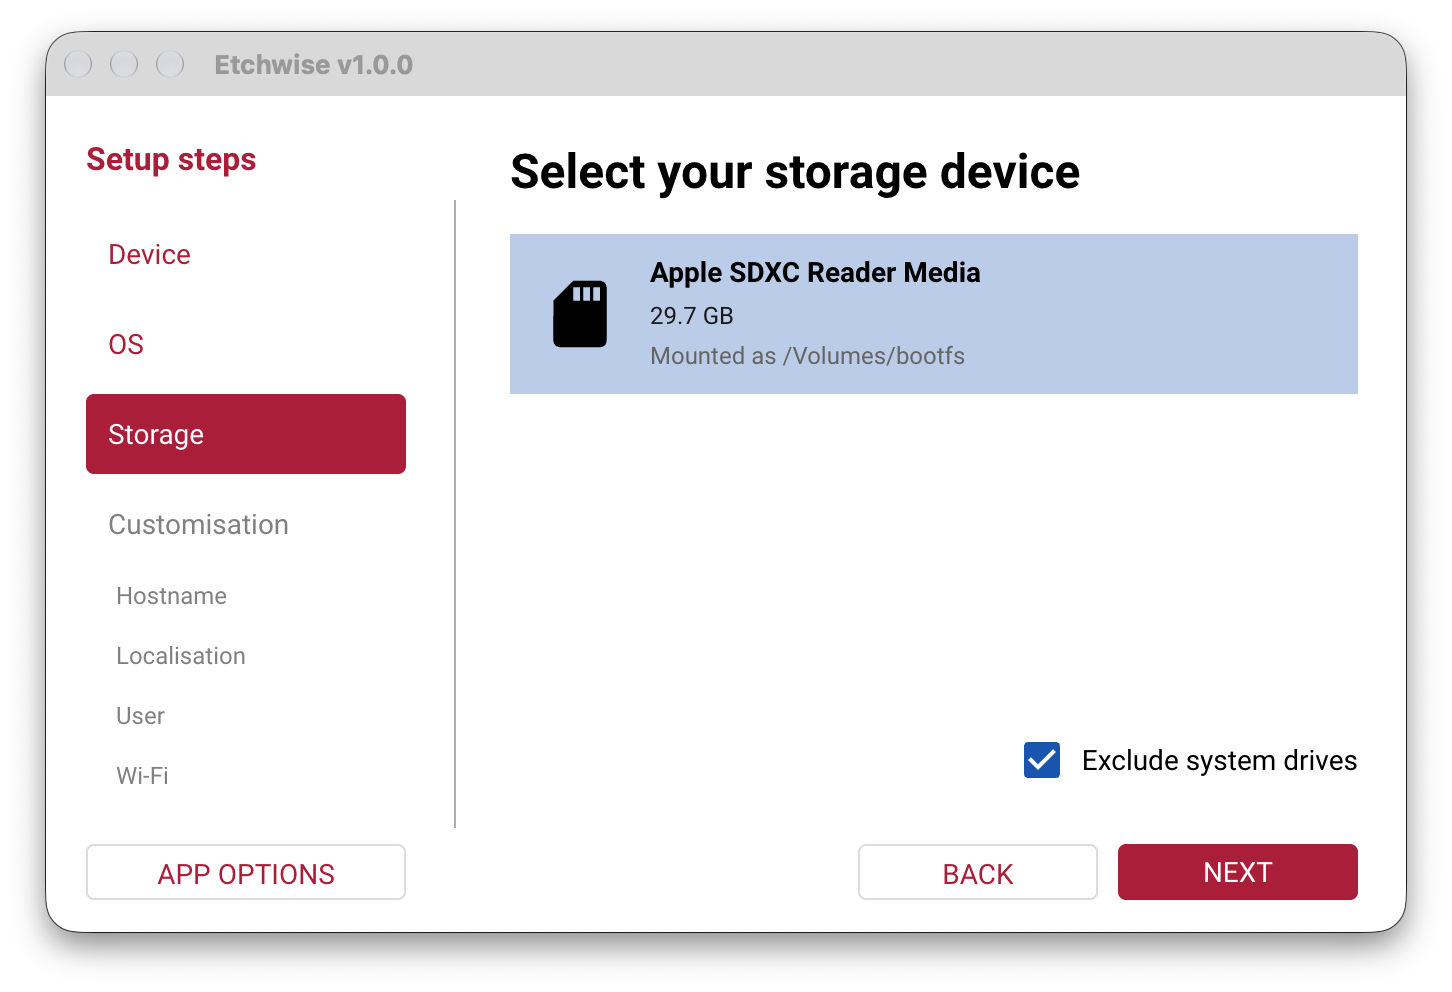 Etchwise v1.0.0
Setup steps
Device
OS
Storage
Customisation
Hostname
Localisation
User
Wi-Fi
APP OPTIONS
Select your storage device
Apple SDXC Reader Media
29.7 GB
Mounted as /Volumes/bootfs
Exclude system drives
BACK
NEXT